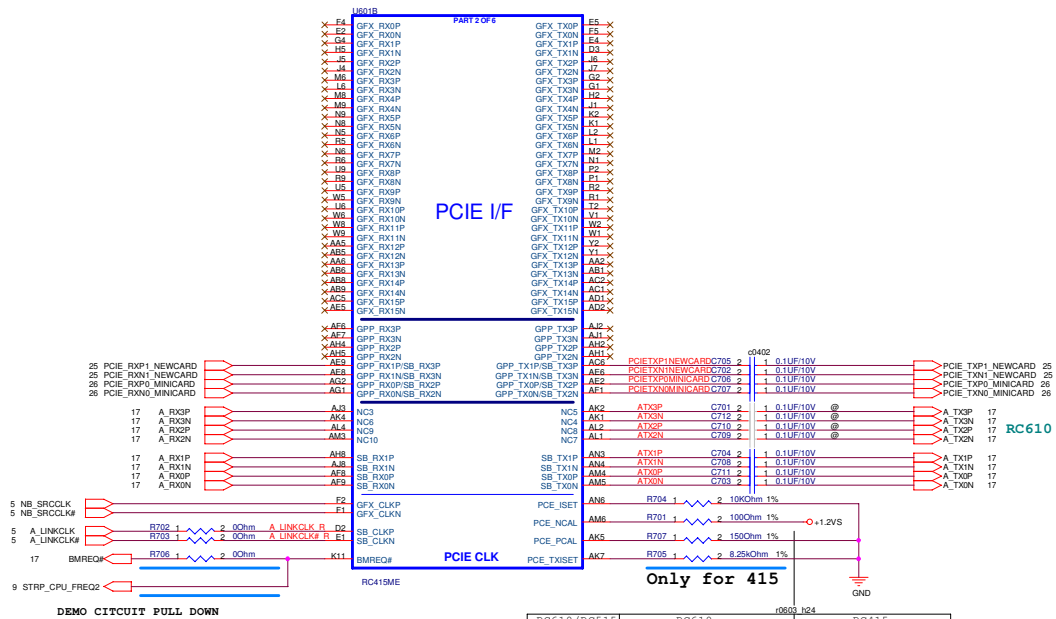 U601B
PART 2 OF 6
F4 GFX_RX0P GFX_TX0P E5
E2 GFX_RX0N GFX_TX0N F5
G4 GFX_RX1P GFX_TX1P E4
H5 GFX_RX1N GFX_TX1N D3
J5 GFX_RX2P GFX_TX2P J6
J4 GFX_RX2N GFX_TX2N J7
M6 GFX_RX3P GFX_TX3P G2
L6 GFX_RX3N GFX_TX3N G1
M8 GFX_RX4P GFX_TX4P H2
M9 GFX_RX4N GFX_TX4N J1
N9 GFX_RX5P GFX_TX5P K2
N8 GFX_RX5N GFX_TX5N K1
N5 GFX_RX6P GFX_TX6P L2
R5 GFX_RX6N GFX_TX6N L1
N6 GFX_RX7P GFX_TX7P M2
R6 GFX_RX7N GFX_TX7N N1
U9 GFX_RX8P GFX_TX8P P2
R9 GFX_RX8N GFX_TX8N P1
U5 GFX_RX9P GFX_TX9P R2
W5 GFX_RX9N GFX_TX9N R1
U6 GFX_RX10P PCIE I/F GFX_TX10P T2
W6 GFX_RX10N GFX_TX10N V1
W8 GFX_RX11P GFX_TX11P W2
W9 GFX_RX11N GFX_TX11N W1
AA5 GFX_RX12P GFX_TX12P Y2
AB5 GFX_RX12N GFX_TX12N Y1
AA6 GFX_RX13P GFX_TX13P AA2
AB6 GFX_RX13N GFX_TX13N AB1
AB8 GFX_RX14P GFX_TX14P AC2
AB9 GFX_RX14N GFX_TX14N AC1
AC5 GFX_RX15P GFX_TX15P AD1
AE5 GFX_RX15N GFX_TX15N AD2
AF6 GPP_RX3P GPP_TX3P AJ2
AF7 GPP_RX3N GPP_TX3N AJ1
AH4 GPP_RX2P GPP_TX2P AH2
AH5 GPP_RX2N GPP_TX2N AH1
c0402
25 PCIE_RXP1_NEWCARD AE9 GPP_RX1P/SB_RX3P GPP_TX1P/SB_TX3P AC6 PCIETXP1NEWCARD C705 2 1 0.1UF/10V PCIE_TXP1_NEWCARD 25
25 PCIE_RXN1_NEWCARD AE8 GPP_RX1N/SB_RX3N GPP_TX1N/SB_TX3N AE6 PCIETXN1NEWCARD C702 2 1 0.1UF/10V PCIE_TXN1_NEWCARD 25
26 PCIE_RXP0_MINICARD AG2 GPP_RX0P/SB_RX2P GPP_TX0P/SB_TX2P AE2 PCIETXP0MINICARD C706 2 1 0.1UF/10V PCIE_TXP0_MINICARD 26
26 PCIE_RXN0_MINICARD AG1 GPP_RX0N/SB_RX2N GPP_TX0N/SB_TX2N AE1 PCIETXN0MINICARD C707 2 1 0.1UF/10V PCIE_TXN0_MINICARD 26
17 A_RX3P AJ3 NC3 NC5 AK2 ATX3P C701 2 1 0.1UF/10V @ A_TX3P 17
17 A_RX3N AK4 NC6 NC4 AK1 ATX3N C712 2 1 0.1UF/10V @ A_TX3N 17
17 A_RX2P AL4 NC9 NC8 AL2 ATX2P C710 2 1 0.1UF/10V @ A_TX2P 17
17 A_RX2N AM3 NC10 NC7 AL1 ATX2N C709 2 1 0.1UF/10V @ A_TX2N 17
RC610
17 A_RX1P AH8 SB_RX1P SB_TX1P AN3 ATX1P C704 2 1 0.1UF/10V A_TX1P 17
17 A_RX1N AJ8 SB_RX1N SB_TX1N AN4 ATX1N C708 2 1 0.1UF/10V A_TX1N 17
17 A_RX0P AF8 SB_RX0P SB_TX0P AM4 ATX0P C711 2 1 0.1UF/10V A_TX0P 17
17 A_RX0N AF9 SB_RX0N SB_TX0N AM5 ATX0N C703 2 1 0.1UF/10V A_TX0N 17
5 NB_SRCCLK F2 GFX_CLKP PCE_ISET AN6 R704 1 2 10KOhm 1%
5 NB_SRCCLK# F1 GFX_CLKN
PCE_NCAL AM6 R701 1 2 100Ohm 1% +1.2VS
5 A_LINKCLK R702 1 2 0Ohm A_LINKCLK_R D2 SB_CLKP
5 A_LINKCLK# R703 1 2 0Ohm A_LINKCLK#_R E1 SB_CLKN PCE_PCAL AK5 R707 1 2 150Ohm 1%
17 BMREQ# R706 1 2 0Ohm K11 BMREQ# PCIE CLK PCE_TXISET AK7 R705 1 2 8.25kOhm 1%
RC415ME
Only for 415
GND
9 STRP_CPU_FREQ2
DEMO CITCUIT PULL DOWN
r0603_h24